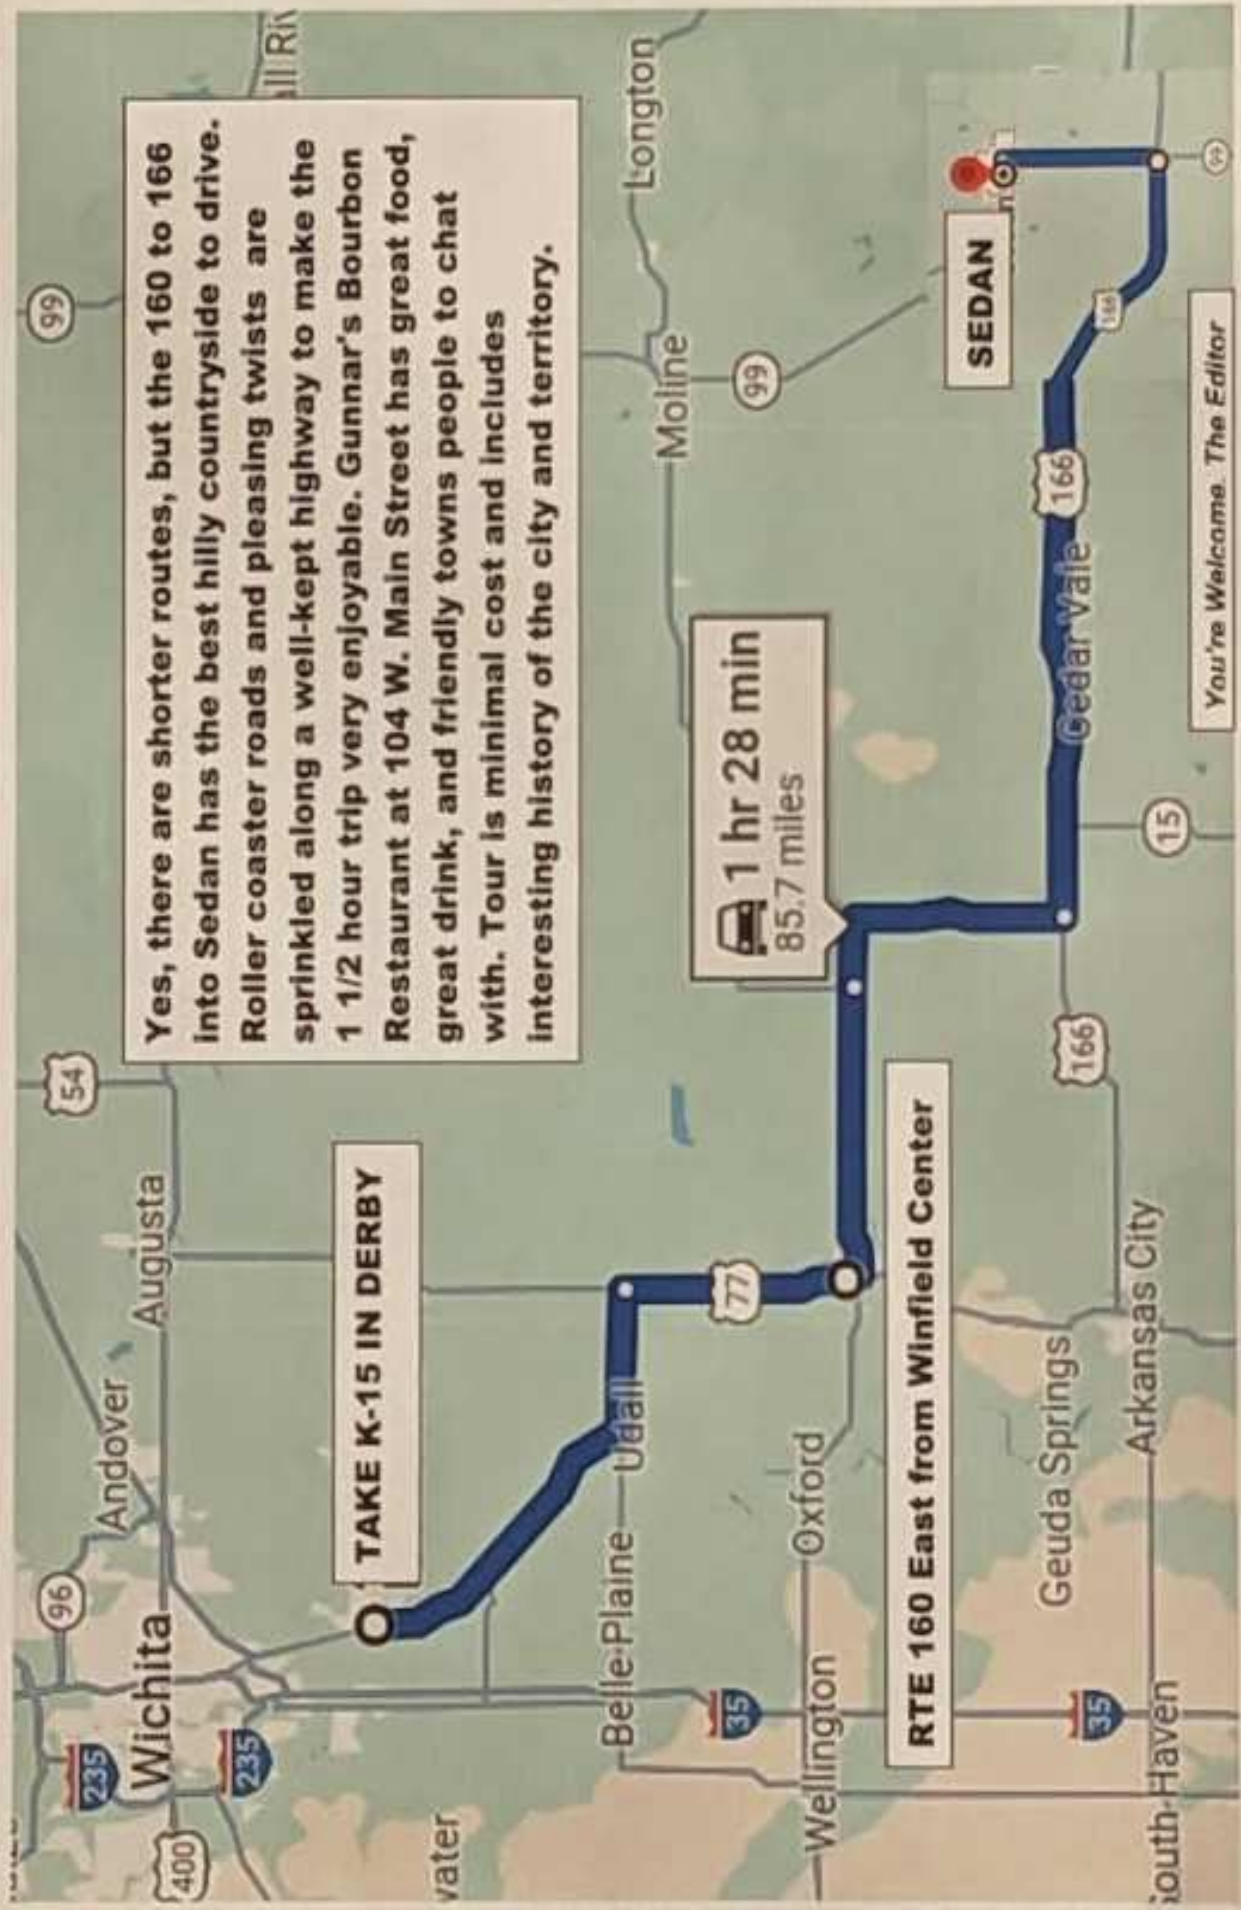 99
all Riv
Yes, there are shorter routes, but the 160 to 166
into Sedan has the best hilly countryside to drive.
Roller coaster roads and pleasing twists are
sprinkled along a well-kept highway to make the
1 1/2 hour trip very enjoyable. Gunnar's Bourbon
Restaurant at 104 W. Main Street has great food,
great drink, and friendly towns people to chat
with. Tour is minimal cost and includes
interesting history of the city and territory.
54
96
Andover
Augusta
235
Wichita
400
235
TAKE K-15 IN DERBY
vater
Longton
Moline
99
Belle Plaine
Udall
77
35
1 hr 28 min
85.7 miles
Oxford
Wellington
RTE 160 East from Winfield Center
SEDAN
Geuda Springs
166
Cedar Vale
166
166
35
Arkansas City
15
South Haven
99
You're Welcome. The Editor